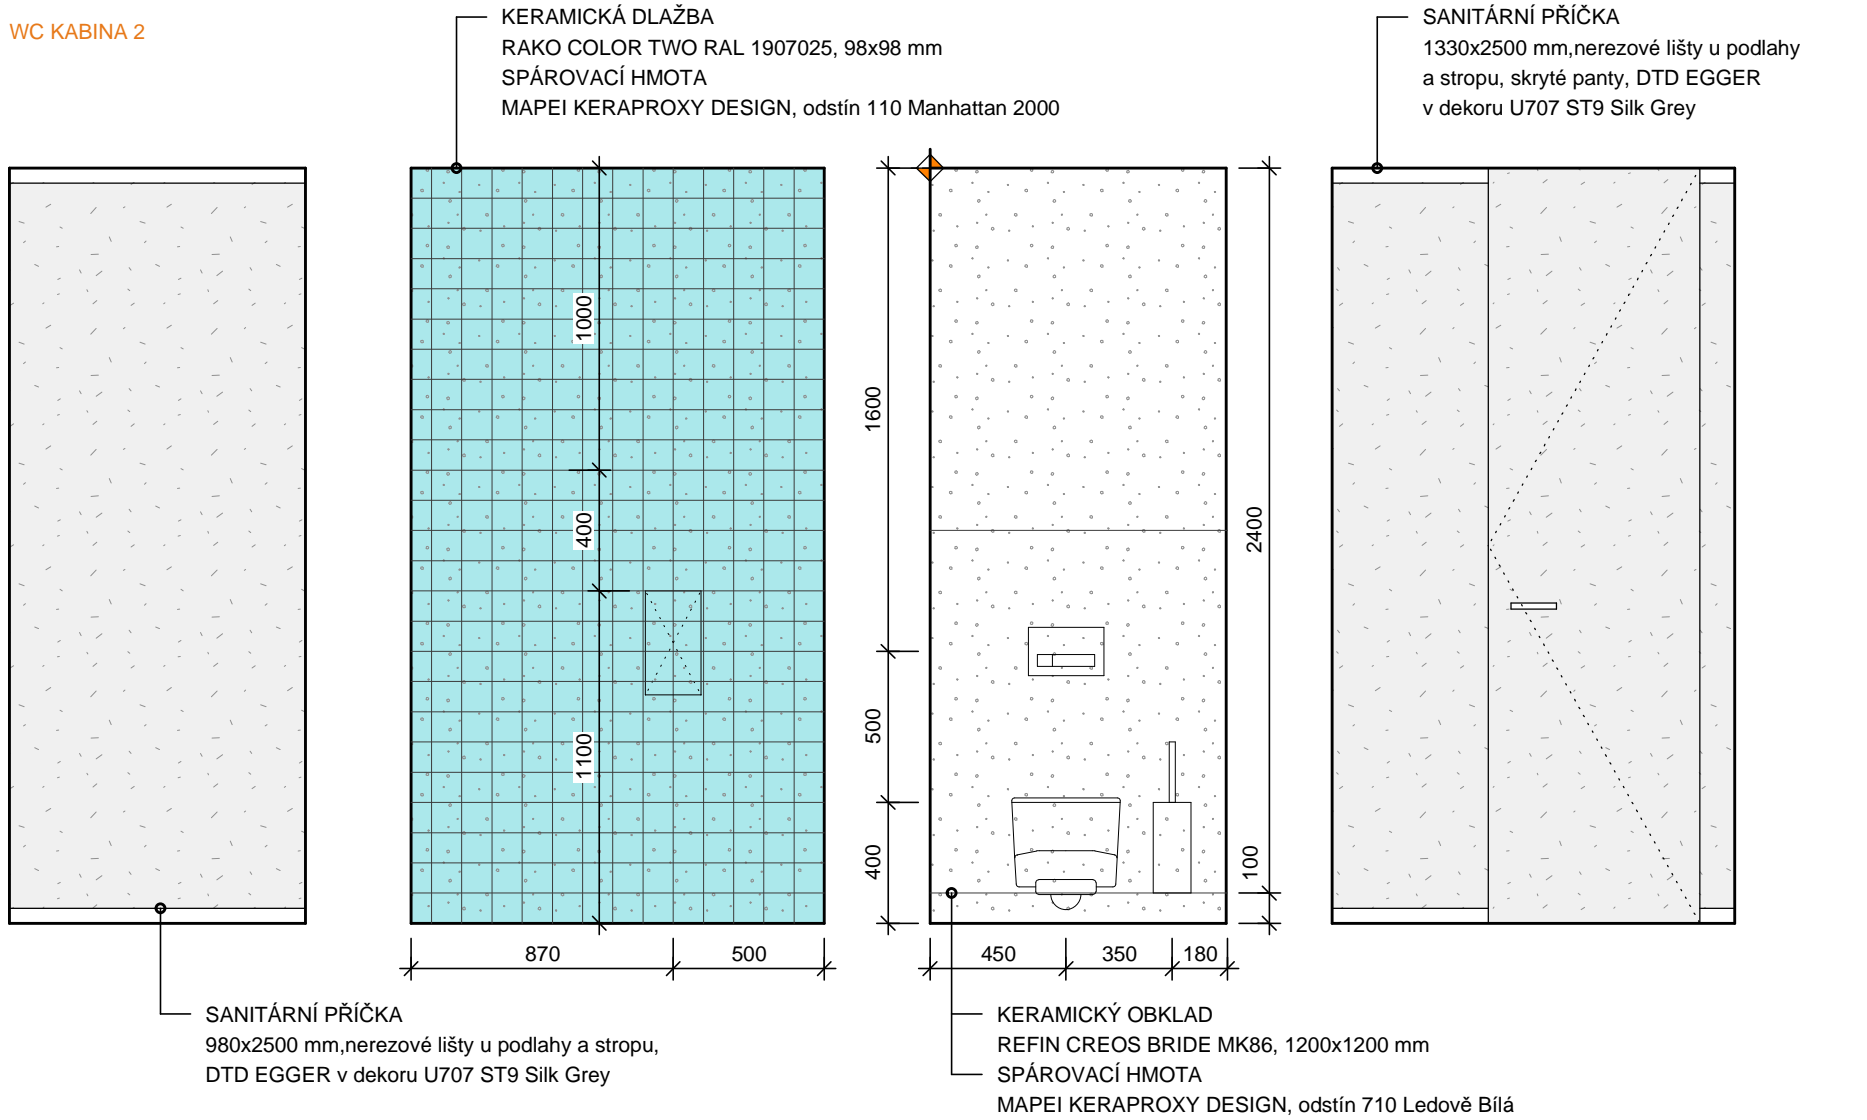 WC KABINA 2
KERAMICKÁ DLAŽBA
RAKO COLOR TWO RAL 1907025, 98x98 mm
SPÁROVACÍ HMOTA
MAPEI KERAPROXY DESIGN, odstín 110 Manhattan 2000
SANITÁRNÍ PŘÍČKA
1330x2500 mm,nerezové lišty u podlahy
a stropu, skryté panty, DTD EGGER
v dekoru U707 ST9 Silk Grey
1000
400
1100
870
500
1600
500
400
2400
100
450
350
180
SANITÁRNÍ PŘÍČKA
980x2500 mm,nerezové lišty u podlahy a stropu,
DTD EGGER v dekoru U707 ST9 Silk Grey
KERAMICKÝ OBKLAD
REFIN CREOS BRIDE MK86, 1200x1200 mm
SPÁROVACÍ HMOTA
MAPEI KERAPROXY DESIGN, odstín 710 Ledově Bílá